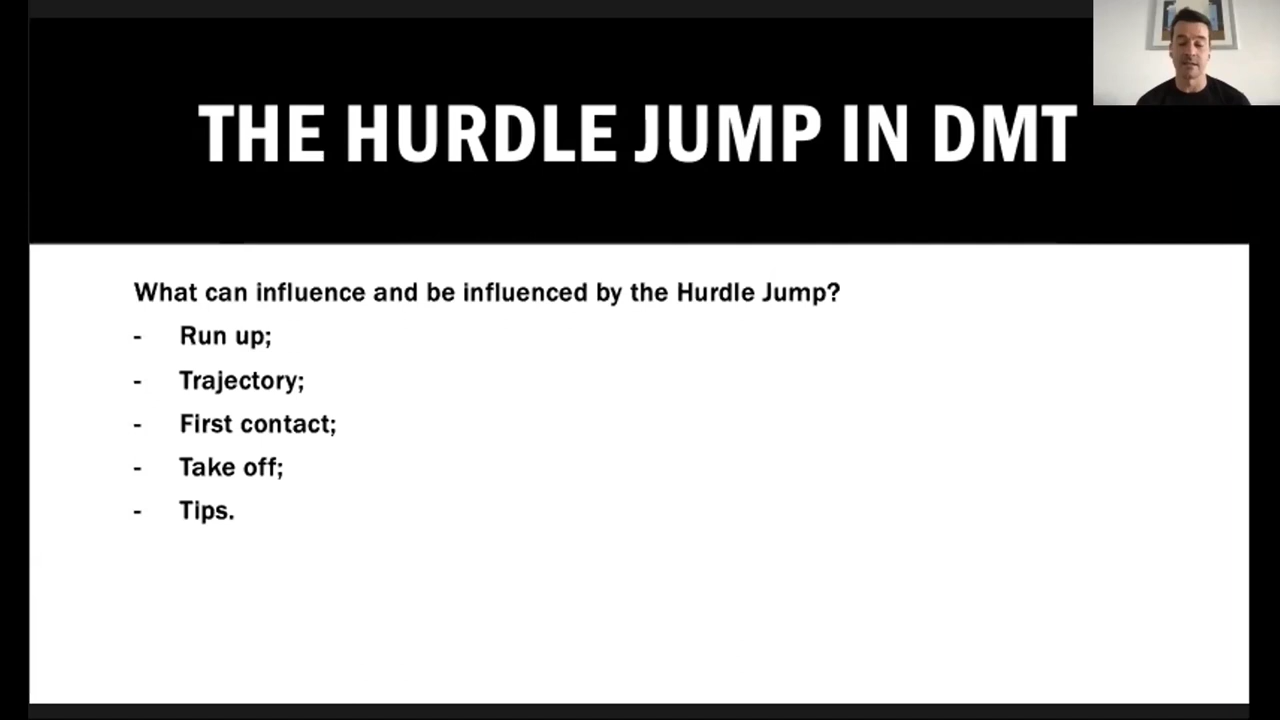 THE HURDLE JUMP IN DMT
What can influence and be influenced by the Hurdle Jump?
- Run up;
- Trajectory;
- First contact;
- Take off;
- Tips.